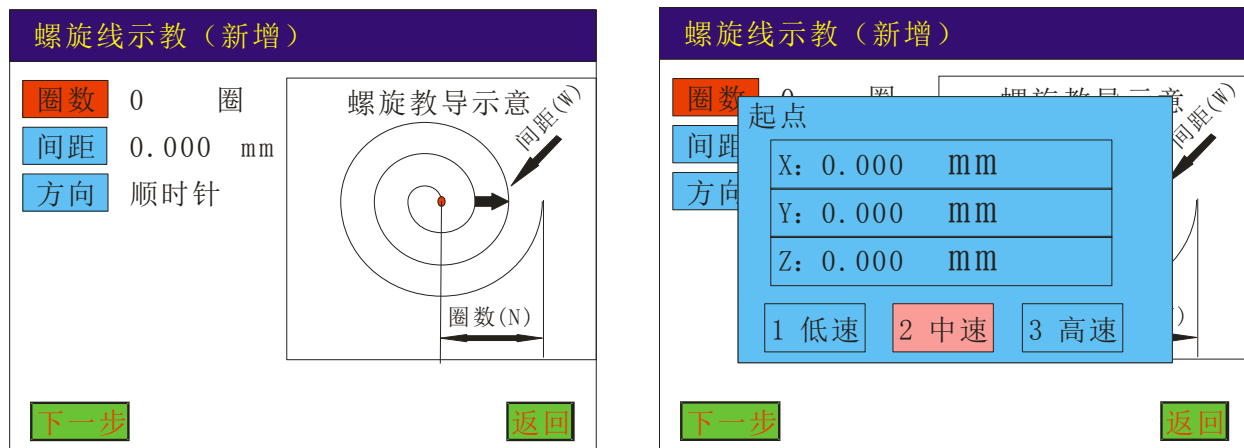 螺旋线示教（新增）
圈数 0 圈
间距 0.000 mm
方向 顺时针
螺旋教导示意
间距(W)
圈数(N)
下一步 返回
螺旋线示教（新增）
圈数
间距
方向
间距(W)
起点
X: 0.000 mm
Y: 0.000 mm
Z: 0.000 mm
1 低速 2 中速 3 高速
下一步 返回